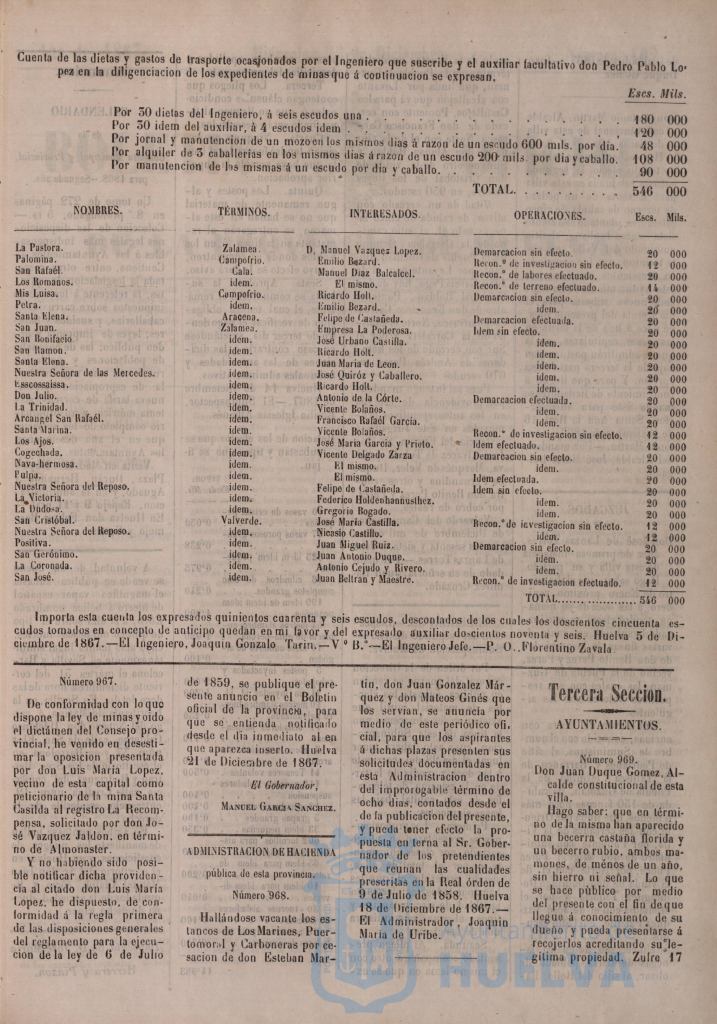 Cuenta de las dietas y gastos de trasporte ocasionados por el Ingeniero que suscribe y el auxiliar facultativo don Pedro Pablo Lo-
pez en la diligenciacion de los expedientes de minas que á continuacion se expresan.
Escs. Mils.
Por 30 dietas del Ingeniero, á seis escudos una . . . . . . . . . . 180 000
Por 30 idem del auxiliar, á 4 escudos idem . . . . . . . . . . 120 000
Por jornal y manutencion de un mozo en los mismos dias á razon de un escudo 600 mils. por dia. 48 000
Por alquiler de 3 caballerias en los mismos dias á razon de un escudo 200 mils. por dia y caballo. 108 000
Por manutencion de las mismas á un escudo por dia y caballo. . . . . . . . . 90 000
TOTAL. . . . . . . . . 546 000
NOMBRES. TÉRMINOS. INTERESADOS. OPERACIONES. Escs. Mils.
La Pastora. Zalamea. D. Manuel Vazquez Lopez. Demarcacion sin efecto. 20 000
Palomina. Campofrio. Emilio Bezard. Recon.º de investigacion sin efecto. 12 000
San Rafaél. Cala. Manuel Diaz Balcalcel. Recon.º de labores efectuado. 20 000
Los Romanos. idem. El mismo. Recon.º de terreno efectuado. 14 000
Mis Luisa. Campofrio. Ricardo Holt. Demarcacion sin efecto. 20 000
Petra. idem. Emilio Bezard. idem. 20 000
Santa Elena. Aracena. Felipe de Castañeda. Demarcacion efectuada. 20 000
San Juan. Zalamea. Empresa La Poderosa. Idem sin efecto. 20 000
San Bonifacio idem. José Urbano Castilla. idem. 20 000
San Ramon. idem. Ricardo Holt. idem. 20 000
Santa Elena. idem. Juan Maria de Leon. idem. 20 000
Nuestra Señora de las Mercedes. idem. José Quiróz y Caballero. idem. 20 000
Esscossaissa. idem. Ricardo Holt. idem. 20 000
Don Julio. idem. Antonio de la Córte. Demarcacion efectuada. 20 000
La Trinidad. idem. Vicente Bolaños. idem. 20 000
Arcangel San Rafaél. idem. Francisco Rafaél Garcia. idem. 20 000
Santa Marina. idem. Vicente Bolaños. Recon.º de investigacion sin efecto. 12 000
Los Ajos. idem. José Maria Garcia y Prieto. Idem efectuado. 12 000
Cogechada. idem. Vicente Delgado Zarza Demarcacion sin efecto. 20 000
Nava-hermosa. idem. El mismo. idem. 20 000
Pulpa. idem. El mismo. Idem efectuada. 20 000
Nuestra Señora del Reposo. idem. Felipe de Castañeda. Idem sin efecto. 20 000
La Victoria. idem. Federico Holdenhannusthez. idem. 20 000
La Dudosa. idem. Gregorio Bogado. idem. 20 000
San Cristóbal. Valverde. José Maria Castilla. Recon.º de investigacion sin efecto. 12 000
Nuestra Señora del Reposo. idem. Nicasio Castillo. idem. 12 000
Positiva. idem. Juan Miguel Ruiz. Demarcacion sin efecto. 20 000
San Gerónimo. idem. Juan Antonio Duque. idem. 20 000
La Coronada. idem. Antonio Cejudo y Rivero. idem. 20 000
San José. idem. Juan Beltran y Maestre. Recon.º de investigacion efectuado. 12 000
TOTAL..................... 546 000
Importa esta cuenta los expresados quinientos cuarenta y seis escudos, descontados de los cuales los doscientos cincuenta es-
cudos tomados en concepto de anticipo quedan en mi favor y del expresado auxiliar doscientos noventa y seis. Huelva 5 de Di-
ciembre de 1867.—El Ingeniero, Joaquin Gonzalo Tarin.—V º B.º—El Ingeniero Jefe.—P. O., Florentino Zavala.
Número 967.
De conformidad con lo que
dispone la ley de minas y oido
el dictámen del Consejo pro-
vincial, he venido en desesti-
mar la oposicion presentada
por don Luis Maria Lopez,
vecino de esta capital como
peticionario de la mina Santa
Casilda al registro La Recom-
pensa, solicitado por don Jo-
sé Vazquez Jaldon, en térmi-
no de Almonaster.
Y no habiendo sido posi-
ble notificar dicha providen-
cia al citado don Luis Maria
Lopez, he dispuesto, de con-
formidad á la regla primera
de las disposiciones generales
del reglamento para la ejecu-
cion de la ley de 6 de Julio
de 1859, se publique el pre-
sente anuncio en el Boletin
oficial de la provincia, para
que se entienda notificado
desde el dia inmediato al en
que aparezca inserto. Huelva
21 de Diciembre de 1867.
El Gobernador,
MANUEL GARCIA SANCHEZ.
ADMINISTRACION DE HACIENDA
pública de esta provincia.
Número 968.
Hallándose vacante los es-
tancos de Los Marines, Puer-
tomoral y Carboneras por ce-
sacion de don Esteban Mar-
tin, don Juan Gonzalez Már-
quez y don Mateos Ginés que
los servian, se anuncia por
medio de este periódico ofi-
cial, para que los aspirantes
á dichas plazas presenten sus
solicitudes documentadas en
esta Administracion dentro
del improrogable término de
ocho dias, contados desde el
de la publicacion del presente,
y pueda tener efecto la pro-
puesta en terna al Sr. Gober-
nador de los pretendientes
que reunan las cualidades
prescritas en la Real órden de
9 de Julio de 1858. Huelva
18 de Diciembre de 1867.—
El Administrador, Joaquin
Maria de Uribe.
Tercera Seccion.
AYUNTAMIENTOS.
Número 969.
Don Juan Duque Gomez, Al-
calde constitucional de esta
villa.
Hago saber: que en térmi-
no de la misma han aparecido
una becerra castaña florida y
un becerro rubio, ambos ma-
mones, de ménos de un año,
sin hierro ni señal. Lo que
se hace público por medio
del presente con el fin de que
llegue á conocimiento de su
dueño y pueda presentarse á
recojerlos acreditando su le-
gítima propiedad. Zufre 17
HUELVA